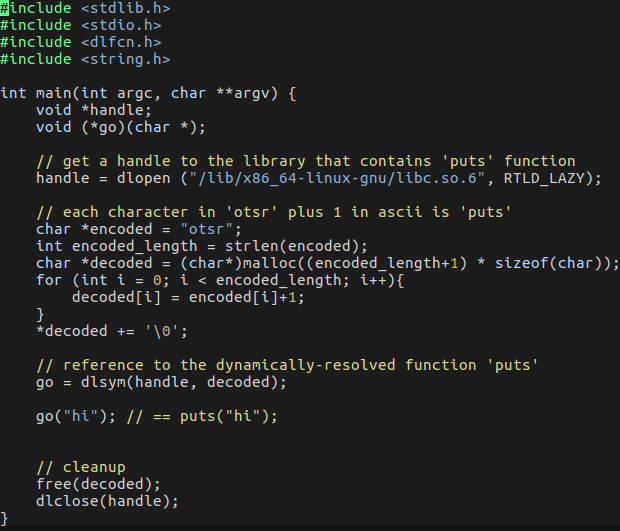 #include <stdlib.h>
#include <stdio.h>
#include <dlfcn.h>
#include <string.h>

int main(int argc, char **argv) {
    void *handle;
    void (*go)(char *);

    // get a handle to the library that contains 'puts' function
    handle = dlopen ("/lib/x86_64-linux-gnu/libc.so.6", RTLD_LAZY);

    // each character in 'otsr' plus 1 in ascii is 'puts'
    char *encoded = "otsr";
    int encoded_length = strlen(encoded);
    char *decoded = (char*)malloc((encoded_length+1) * sizeof(char));
    for (int i = 0; i < encoded_length; i++){
        decoded[i] = encoded[i]+1;
    }
    *decoded += '\0';

    // reference to the dynamically-resolved function 'puts'
    go = dlsym(handle, decoded);

    go("hi"); // == puts("hi");


    // cleanup
    free(decoded);
    dlclose(handle);
}